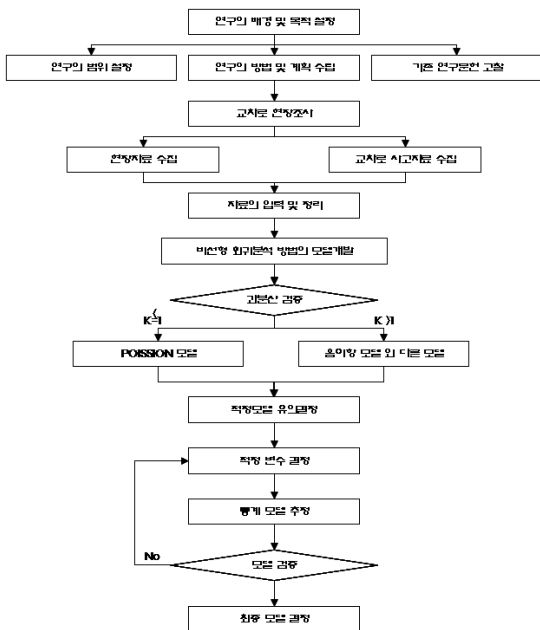 연구의 배경 및 목적 설정
연구의 범위 설정
연구의 방법 및 계획 수립
기존 연구문헌 고찰
교차로 현장조사
현장자료 수집
교차로 사고자료 수집
자료의 입력 및 정리
비선형 회귀분석 방법의 모델개발
과분산 검증
K=1
K >1
POISSION 모델
음이항 모델 외 다른 모델
적정모델 유의결정
적정 변수 결정
통계 모델 추정
No
모델 검증
최종 모델 결정